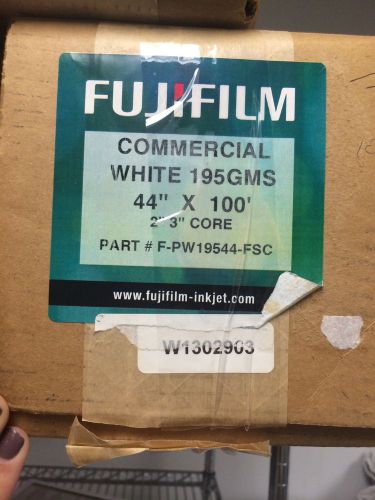 FUJIFILM
COMMERCIAL
WHITE 195GMS
44" X 100'
2" 3" CORE
PART # F-PW19544-FSC
www.fujifilm-inkjet.com
W1302903